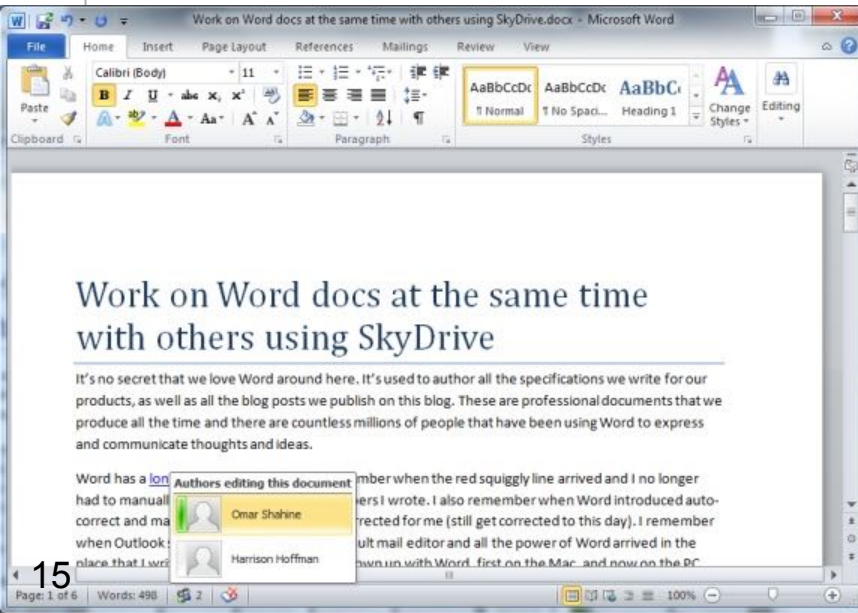 Work on Word docs at the same time with others using SkyDrive.docx - Microsoft Word
File Home Insert Page Layout References Mailings Review View
Calibri (Body) 11
Paste
B I U abe x₂ x²
A ab A Aa A A
AaBbCcDc AaBbCcDc AaBbC
¶ Normal ¶ No Spaci... Heading 1
Change Styles
Editing
Clipboard Font Paragraph Styles
Work on Word docs at the same time
with others using SkyDrive
It's no secret that we love Word around here. It's used to author all the specifications we write for our
products, as well as all the blog posts we publish on this blog. These are professional documents that we
produce all the time and there are countless millions of people that have been using Word to express
and communicate thoughts and ideas.
Word has a lon mber when the red squiggly line arrived and I no longer
had to manuall ers I wrote. I also remember when Word introduced auto-
correct and ma rrected for me (still get corrected to this day). I remember
when Outlook ult mail editor and all the power of Word arrived in the
place that I wri own up with Word, first on the Mac, and now on the PC
Authors editing this document
Omar Shahine
Harrison Hoffman
15
Page: 1 of 6 Words: 498 2 100%